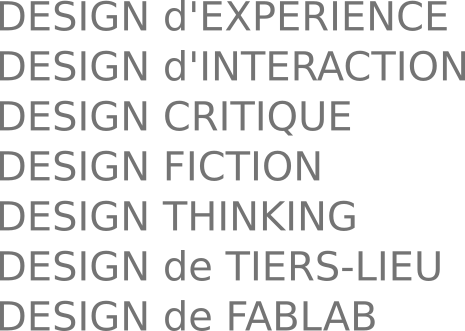 DESIGN d'EXPERIENCE
DESIGN d'INTERACTION
DESIGN CRITIQUE
DESIGN FICTION
DESIGN THINKING
DESIGN de TIERS-LIEU
DESIGN de FABLAB